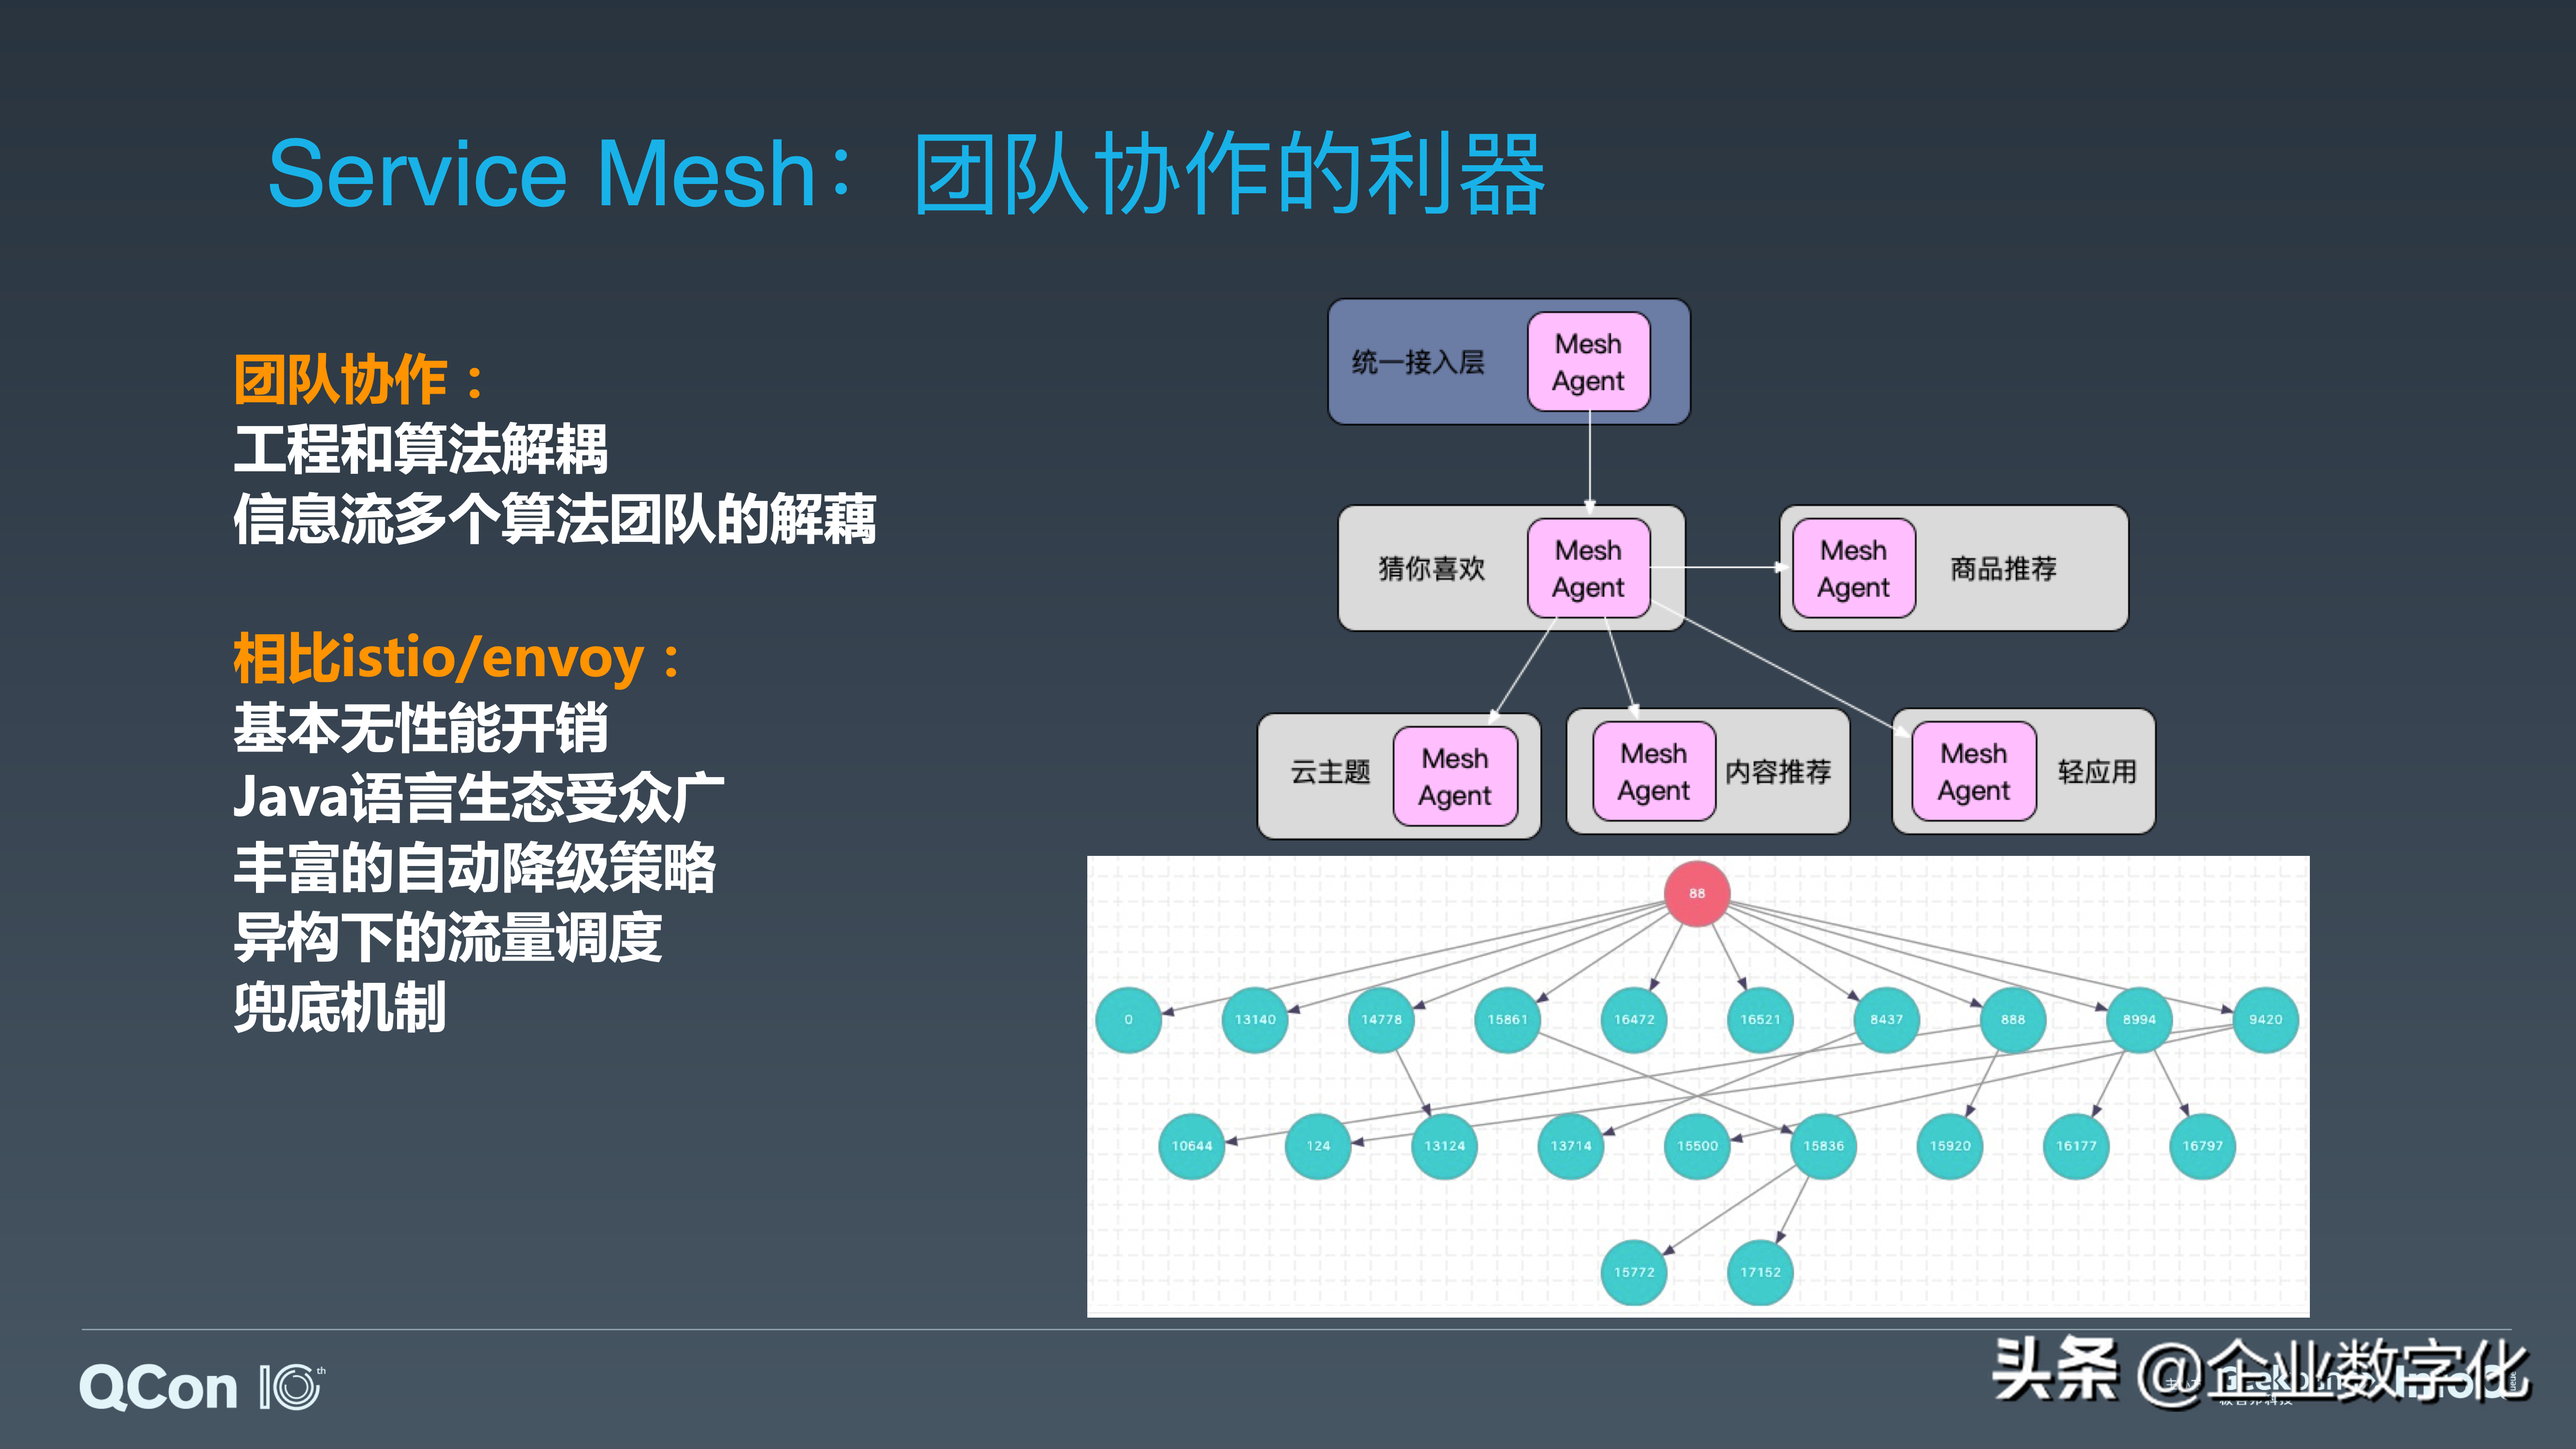 Service Mesh：团队协作的利器
团队协作：
工程和算法解耦
信息流多个算法团队的解藕
相比istio/envoy：
基本无性能开销
Java语言生态受众广
丰富的自动降级策略
异构下的流量调度
兜底机制
统一接入层
Mesh
Agent
猜你喜欢
Mesh
Agent
Mesh
Agent
商品推荐
云主题
Mesh
Agent
Mesh
Agent
内容推荐
Mesh
Agent
轻应用
88
0 13140 14778 15861 16472 16521 8437 888 8994 9420
10644 124 13124 13714 15500 15836 15920 16177 16797
15772 17152
QCon 10th
头条 @企业数字化